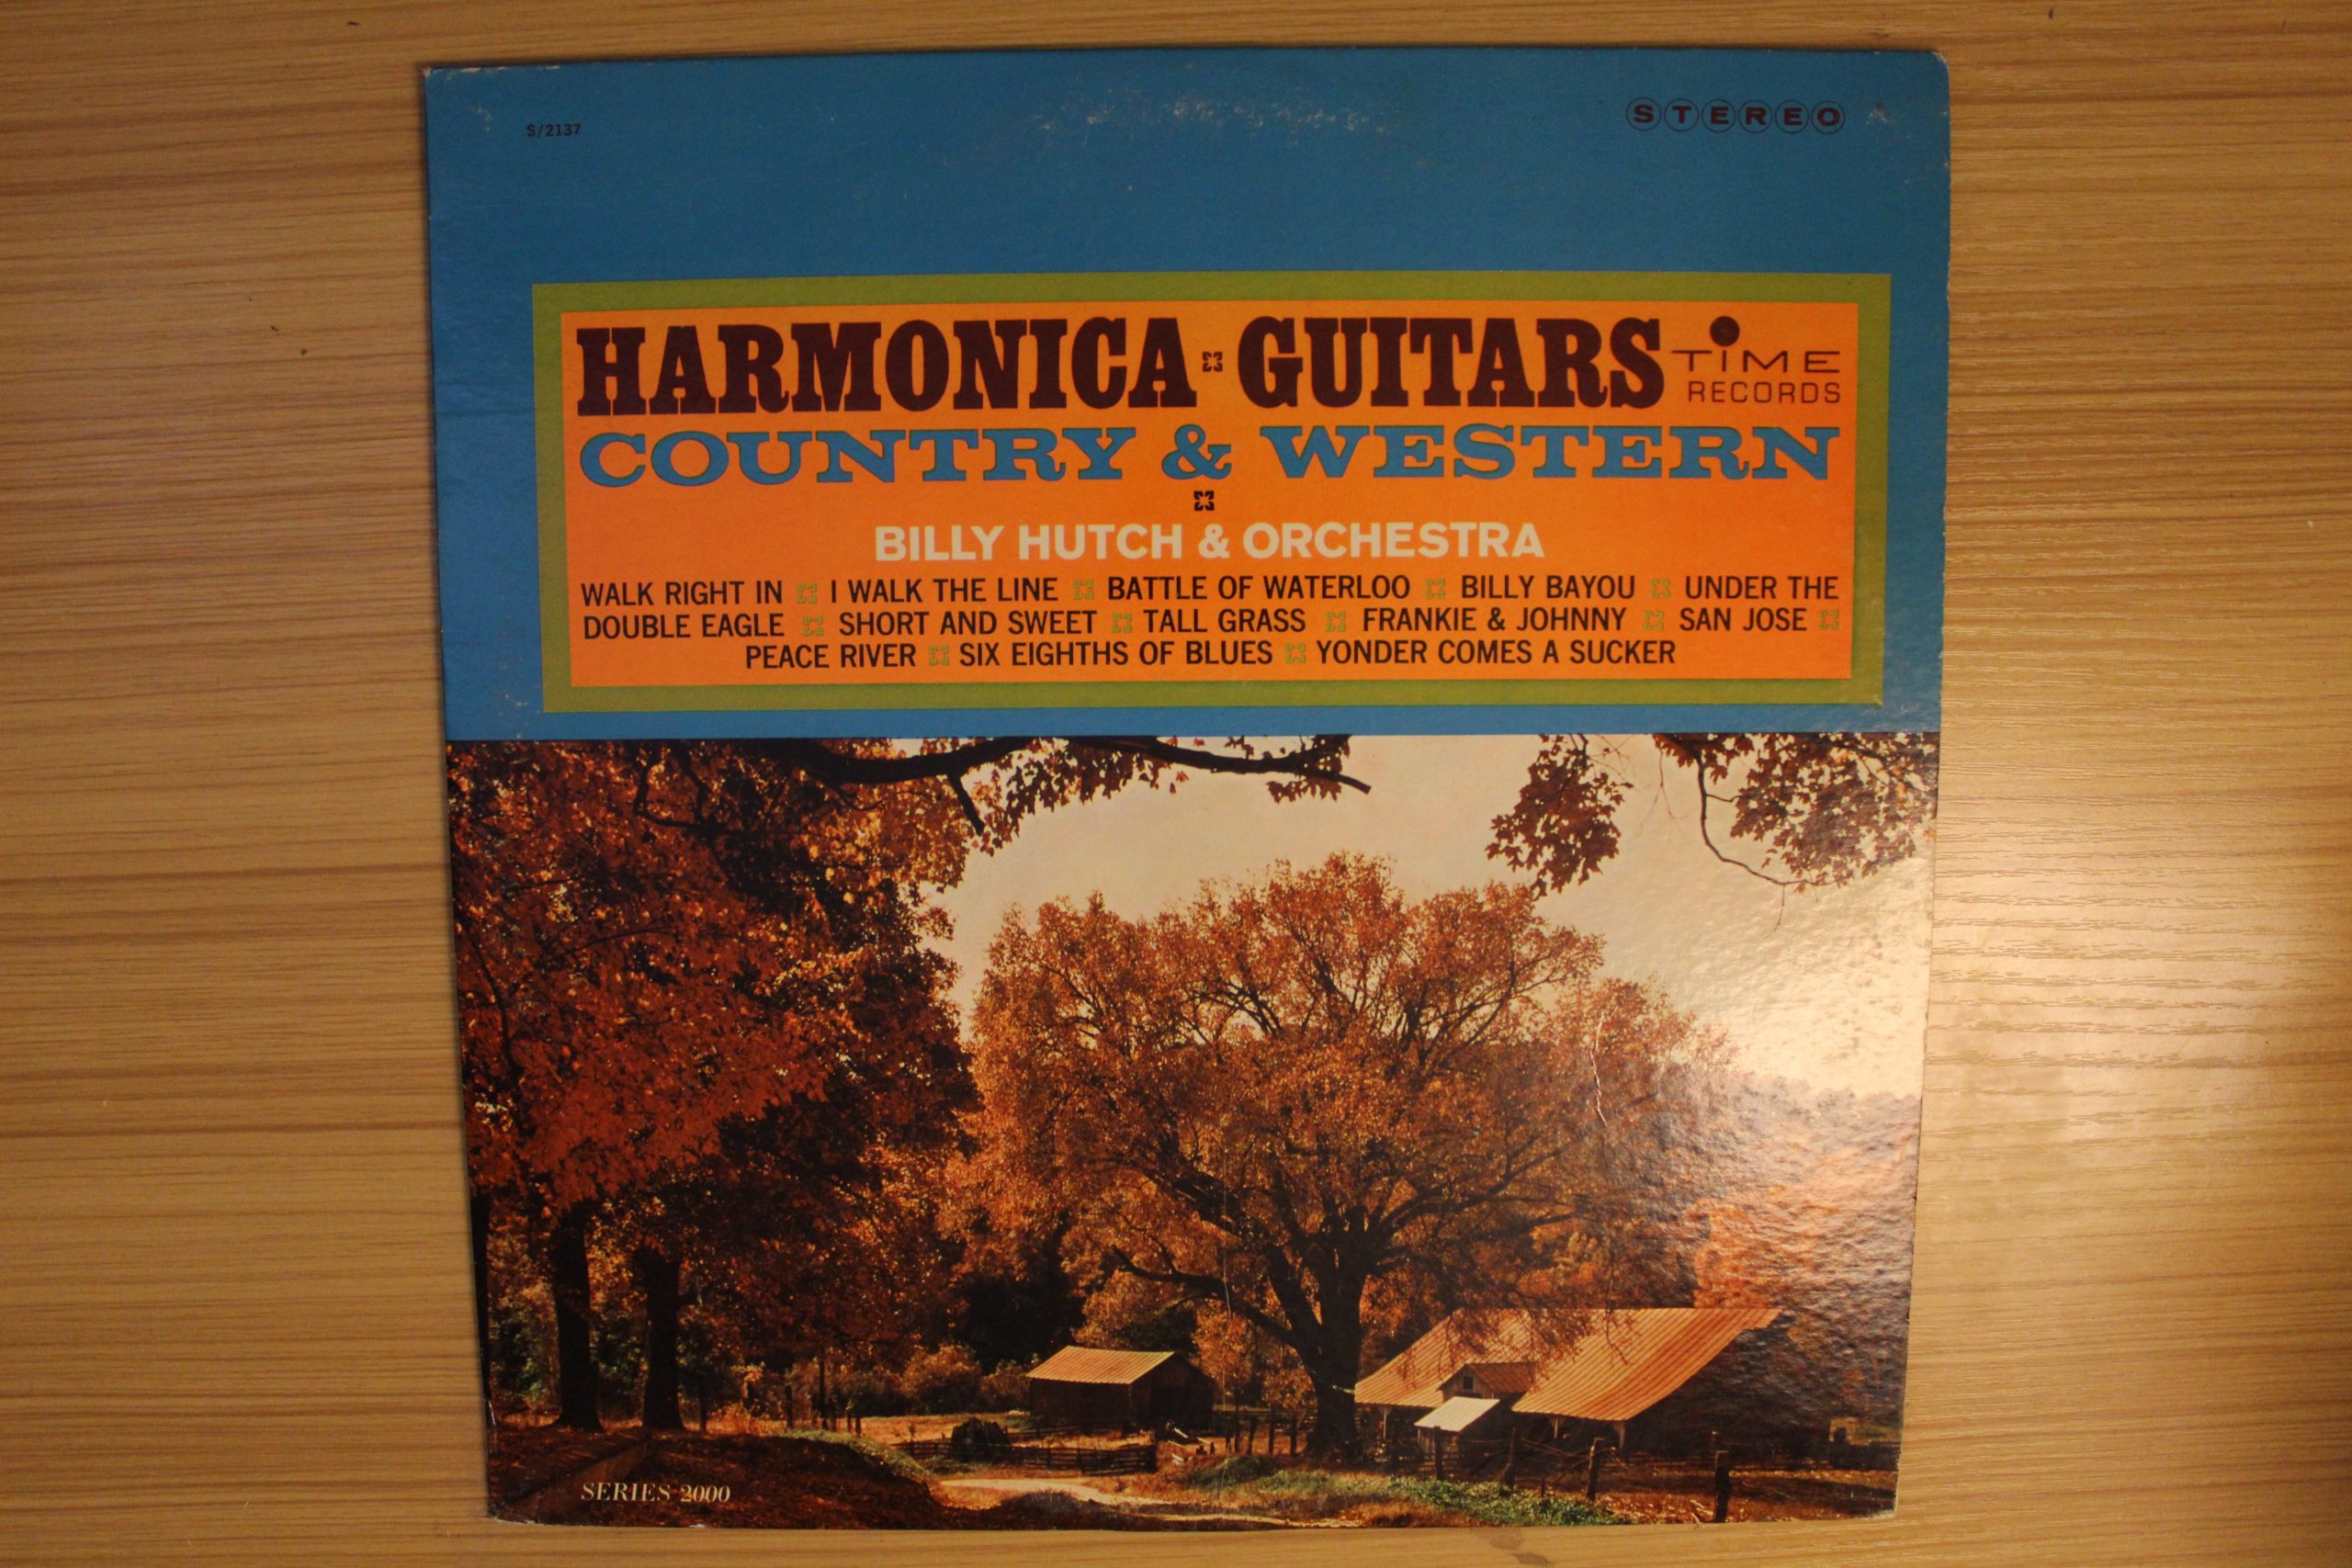 S/2137
STEREO
HARMONICA GUITARS
TIME
RECORDS
COUNTRY & WESTERN
BILLY HUTCH & ORCHESTRA
WALK RIGHT IN I WALK THE LINE BATTLE OF WATERLOO BILLY BAYOU UNDER THE
DOUBLE EAGLE SHORT AND SWEET TALL GRASS FRANKIE & JOHNNY SAN JOSE
PEACE RIVER SIX EIGHTHS OF BLUES YONDER COMES A SUCKER
SERIES 2000